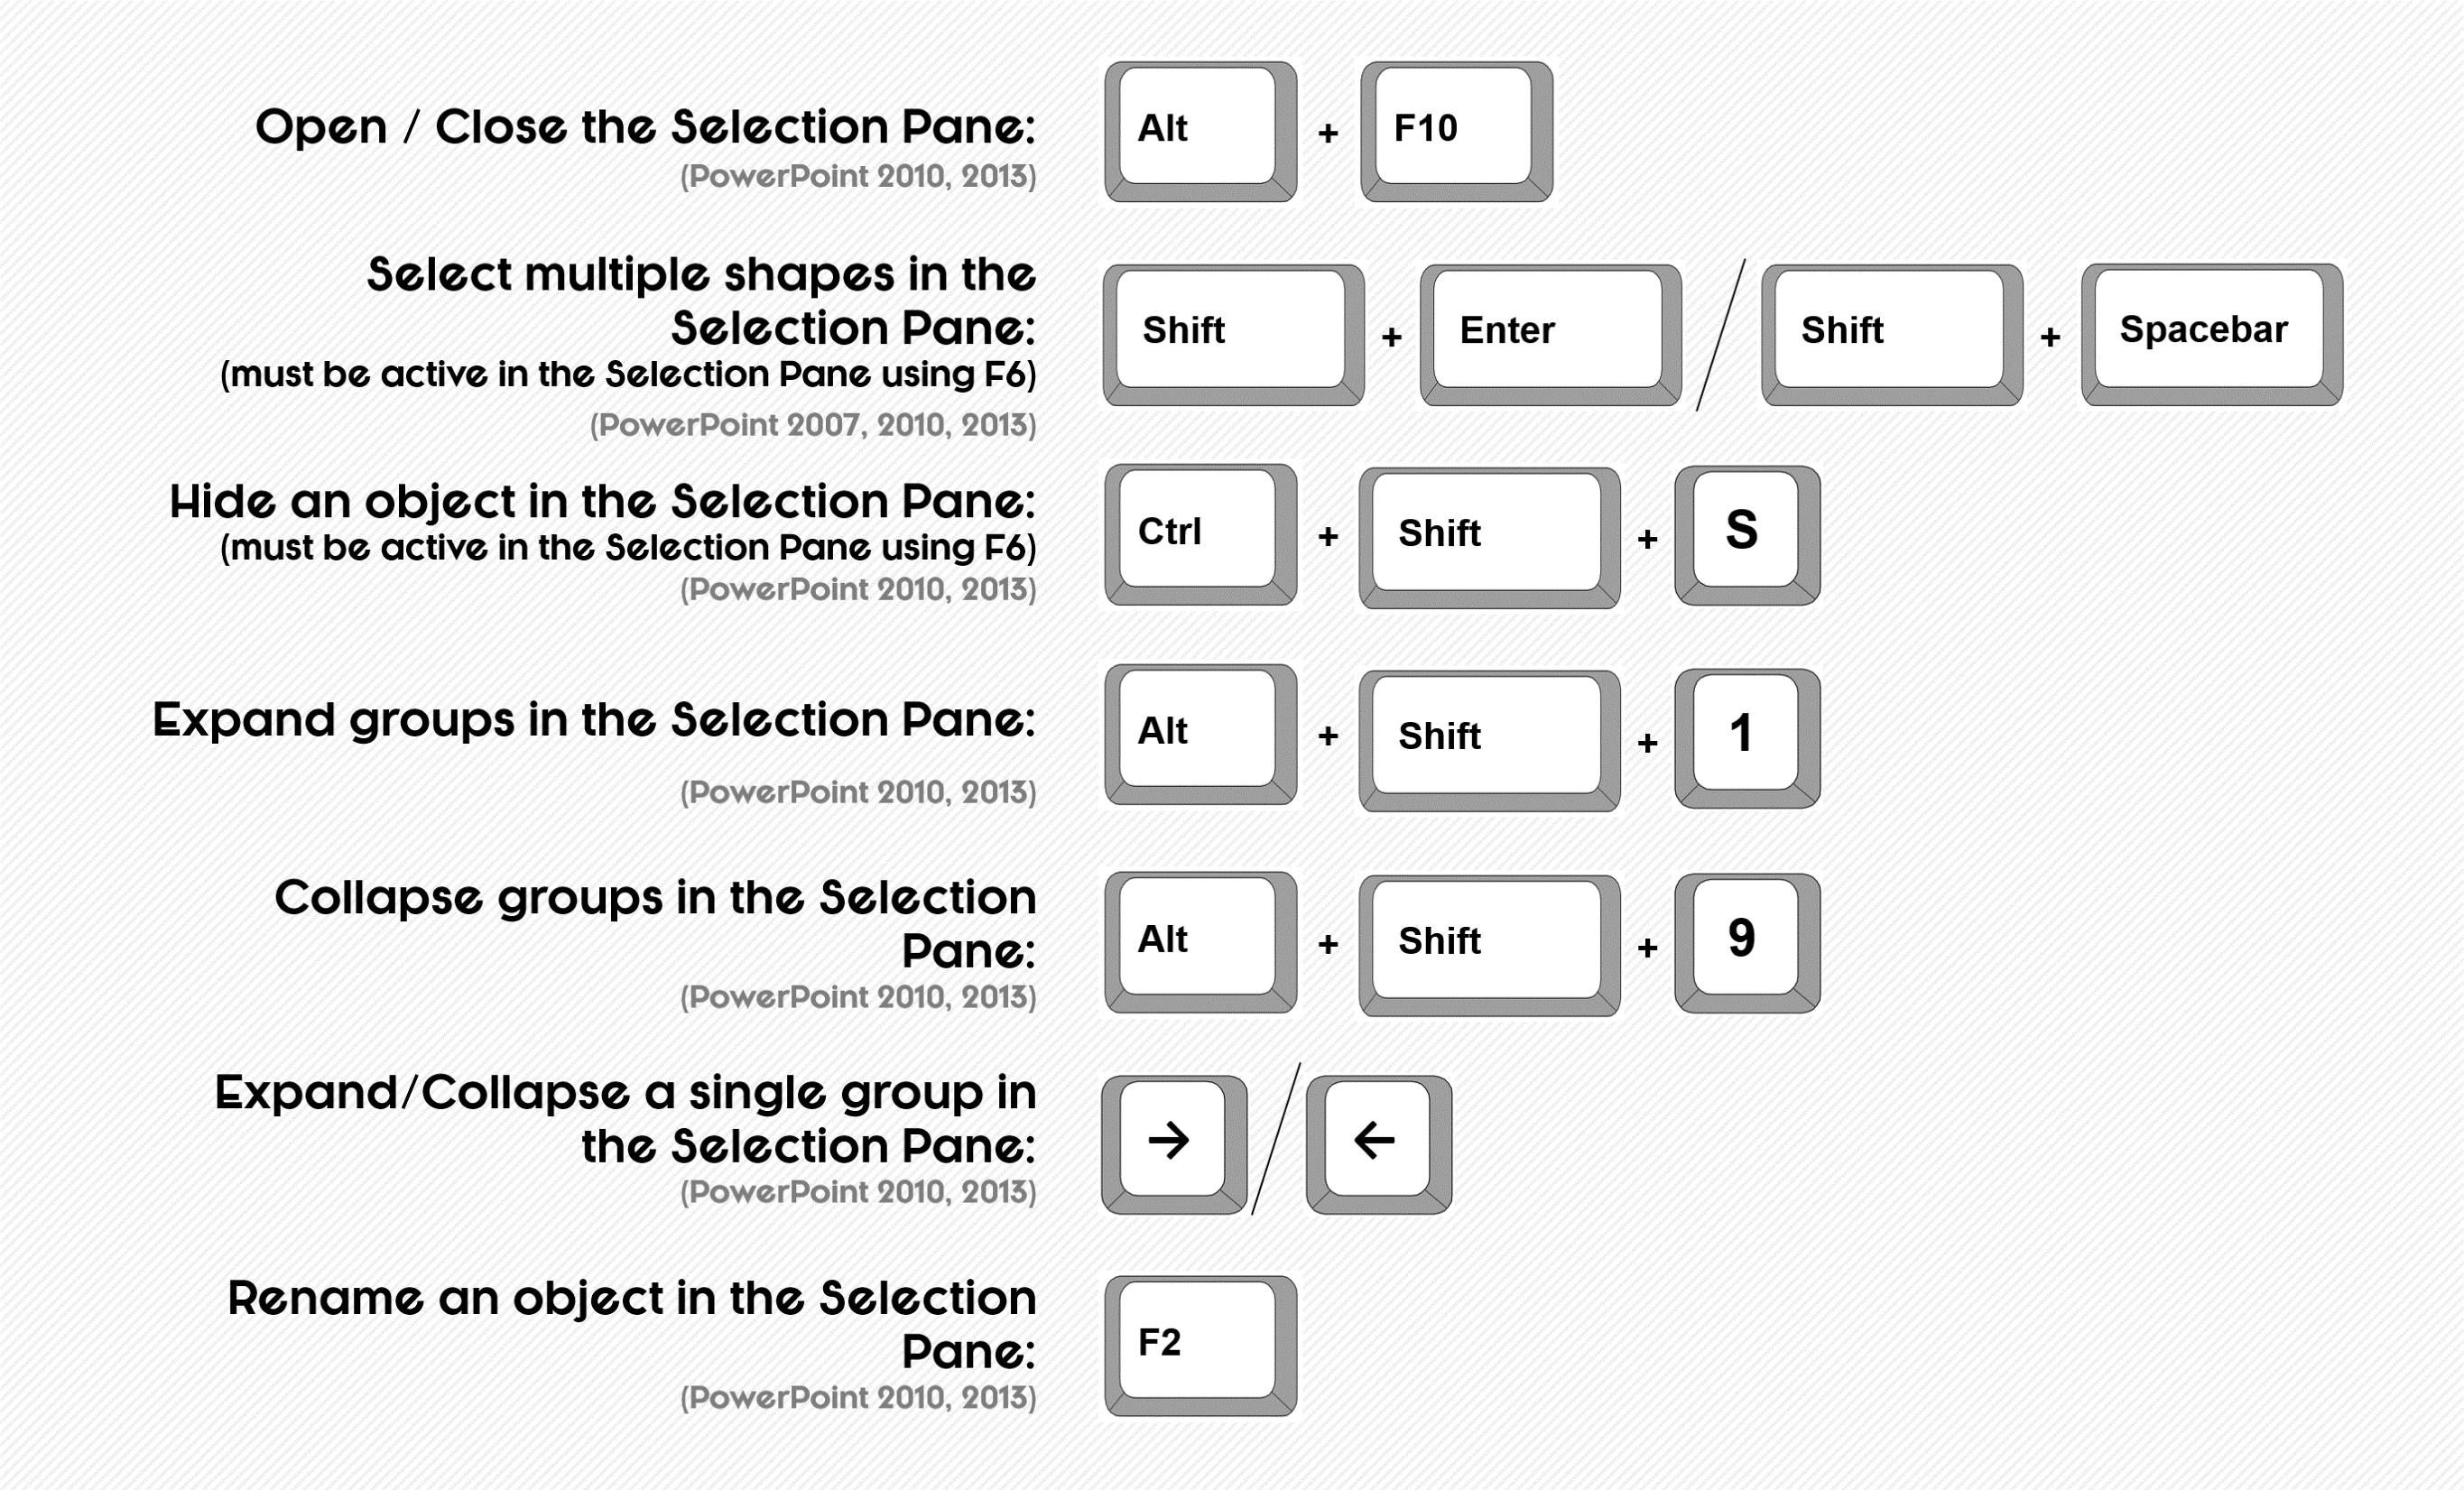 Open / Close the Selection Pane:
(PowerPoint 2010, 2013)
Alt + F10
Select multiple shapes in the
Selection Pane:
(must be active in the Selection Pane using F6)
(PowerPoint 2007, 2010, 2013)
Shift + Enter / Shift + Spacebar
Hide an object in the Selection Pane:
(must be active in the Selection Pane using F6)
(PowerPoint 2010, 2013)
Ctrl + Shift + S
Expand groups in the Selection Pane:
(PowerPoint 2010, 2013)
Alt + Shift + 1
Collapse groups in the Selection
Pane:
(PowerPoint 2010, 2013)
Alt + Shift + 9
Expand/Collapse a single group in
the Selection Pane:
(PowerPoint 2010, 2013)
→ / ←
Rename an object in the Selection
Pane:
(PowerPoint 2010, 2013)
F2